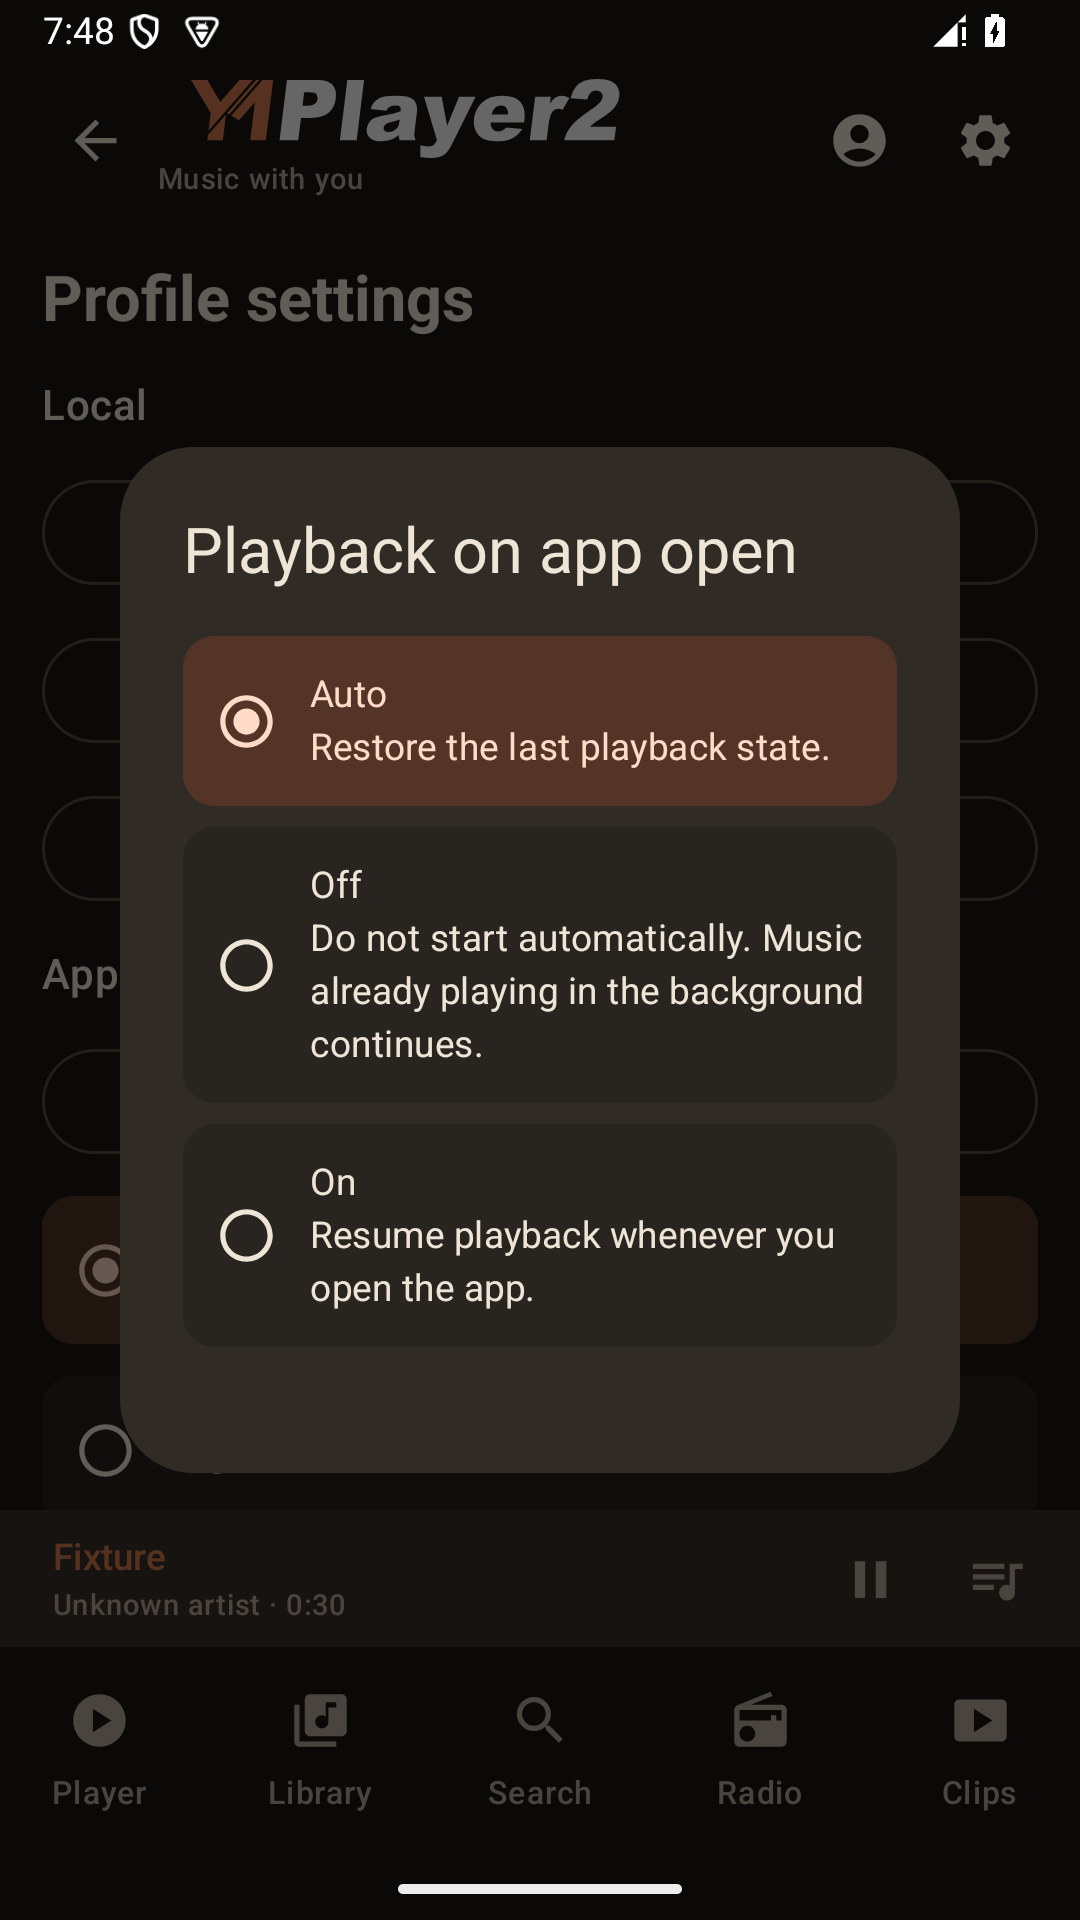 7:48
YAPlayer2
Music with you
Profile settings
Local
Playback on app open
Auto
Restore the last playback state.
Off
Do not start automatically. Music
already playing in the background
continues.
On
Resume playback whenever you
open the app.
App
Fixture
Unknown artist · 0:30
Player
Library
Search
Radio
Clips